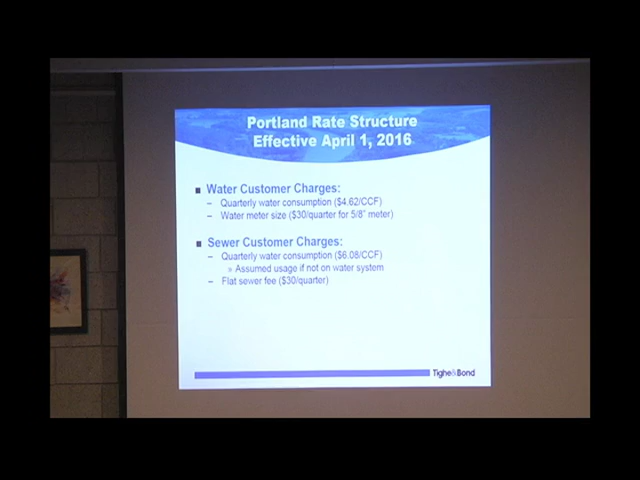 Portland Rate Structure
Effective April 1, 2016
■ Water Customer Charges:
– Quarterly water consumption ($4.62/CCF)
– Water meter size ($30/quarter for 5/8" meter)
■ Sewer Customer Charges:
– Quarterly water consumption ($6.08/CCF)
» Assumed usage if not on water system
– Flat sewer fee ($30/quarter)
Tighe&Bond